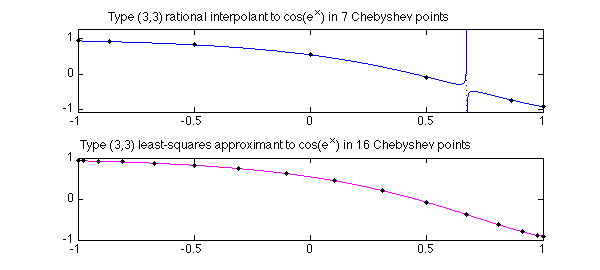 Type (3,3) rational interpolant to cos(eˣ) in 7 Chebyshev points
1
0
-1
-1 -0.5 0 0.5 1
Type (3,3) least-squares approximant to cos(eˣ) in 16 Chebyshev points
1
0
-1
-1 -0.5 0 0.5 1